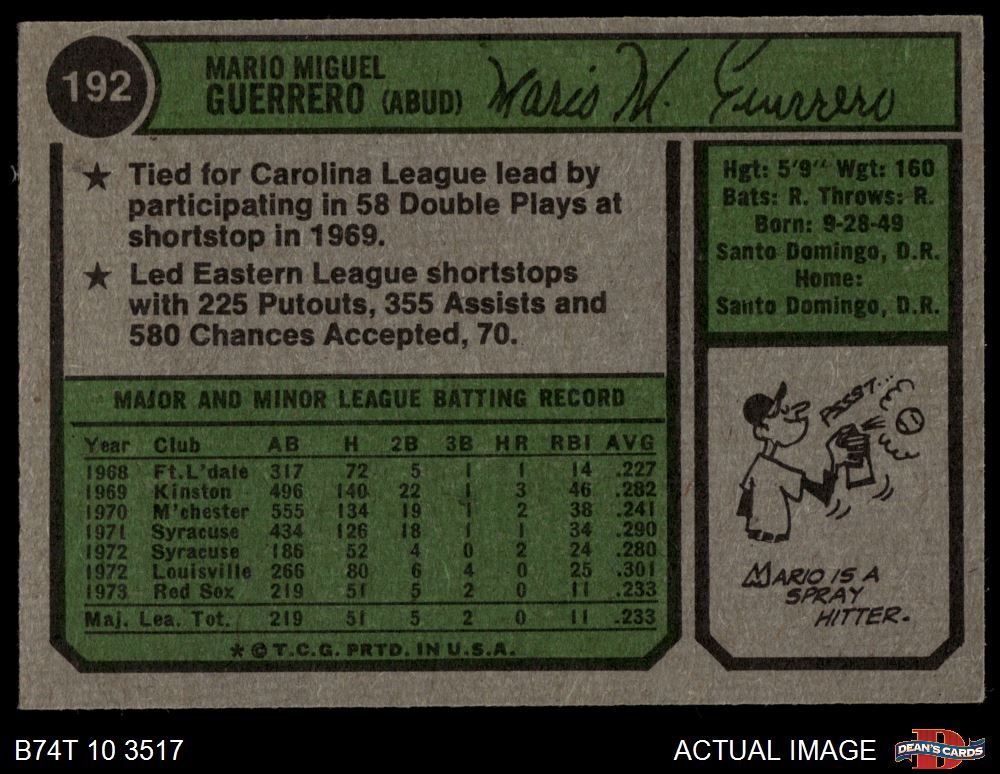 192
MARIO MIGUEL
GUERRERO (ABUD)
Mario M. Guerrero
★ Tied for Carolina League lead by
participating in 58 Double Plays at
shortstop in 1969.
★ Led Eastern League shortstops
with 225 Putouts, 355 Assists and
580 Chances Accepted, 70.
Hgt: 5'9" Wgt: 160
Bats: R. Throws: R.
Born: 9-28-49
Santo Domingo, D.R.
Home:
Santo Domingo, D.R.
MAJOR AND MINOR LEAGUE BATTING RECORD
Year Club AB H 2B 3B HR RBI AVG
1968 Ft.L'dale 317 72 5 1 1 14 .227
1969 Kinston 496 140 22 1 3 46 .282
1970 M'chester 555 134 19 1 2 38 .241
1971 Syracuse 434 126 18 1 1 34 .290
1972 Syracuse 186 52 4 0 2 24 .280
1972 Louisville 266 80 6 4 0 25 .301
1973 Red Sox 219 51 5 2 0 11 .233
Maj. Lea. Tot. 219 51 5 2 0 11 .233
★ © T.C.G. PRTD. IN U.S.A.
PSST...
MARIO IS A
SPRAY
HITTER.
B74T 10 3517
ACTUAL IMAGE
D
DEAN'S CARDS